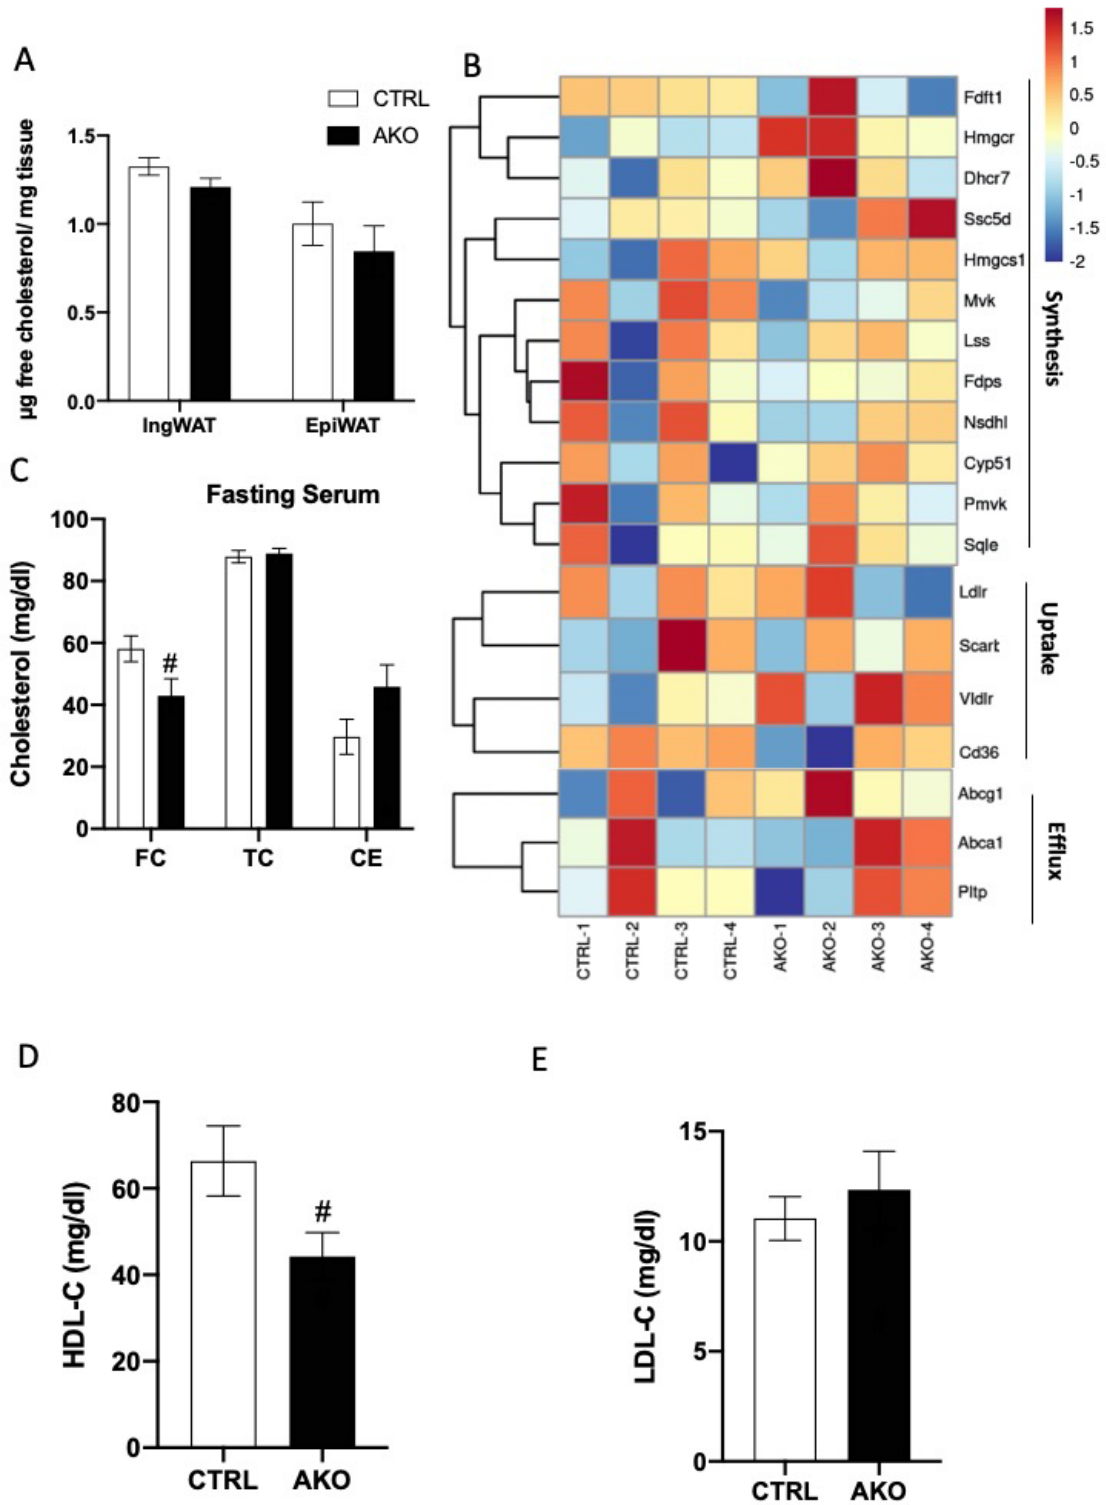 A
CTRL
AKO
µg free cholesterol/ mg tissue
1.5
1.0
0.5
0.0
IngWAT
EpiWAT
B
1.5
1
0.5
0
-0.5
-1
-1.5
-2
Fdft1
Hmgcr
Dhcr7
Ssc5d
Hmgcs1
Mvk
Lss
Fdps
Nsdhl
Cyp51
Pmvk
Sqle
Synthesis
Ldlr
Scart
Vldlr
Cd36
Uptake
Abcg1
Abca1
Pltp
Efflux
CTRL-1
CTRL-2
CTRL-3
CTRL-4
AKO-1
AKO-2
AKO-3
AKO-4
C
Fasting Serum
Cholesterol (mg/dl)
100
80
60
40
20
0
#
FC
TC
CE
D
HDL-C (mg/dl)
80
60
40
20
0
#
CTRL
AKO
E
LDL-C (mg/dl)
15
10
5
0
CTRL
AKO